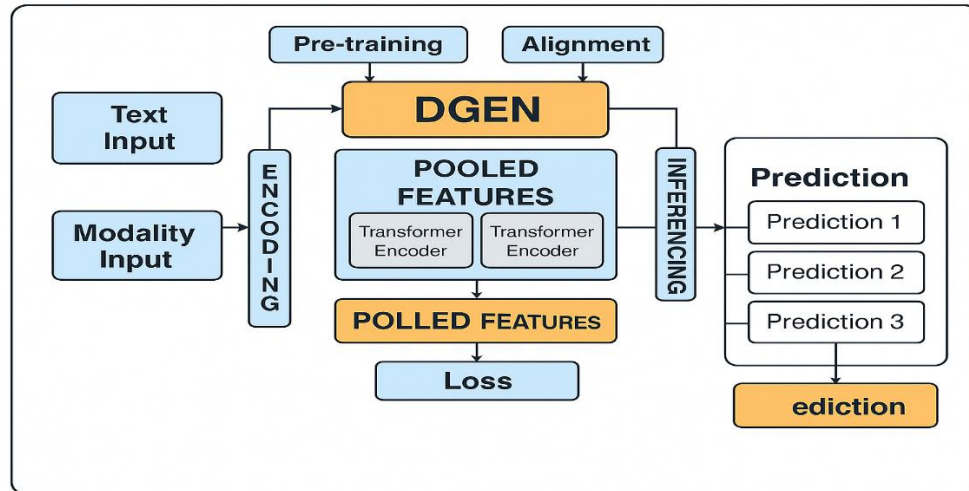 Pre-training
Alignment
DGEN
Text
Input
Modality
Input
ENCODING
POOLED
FEATURES
Transformer
Encoder
Transformer
Encoder
POLLED FEATURES
Loss
INFERENCING
Prediction
Prediction 1
Prediction 2
Prediction 3
ediction